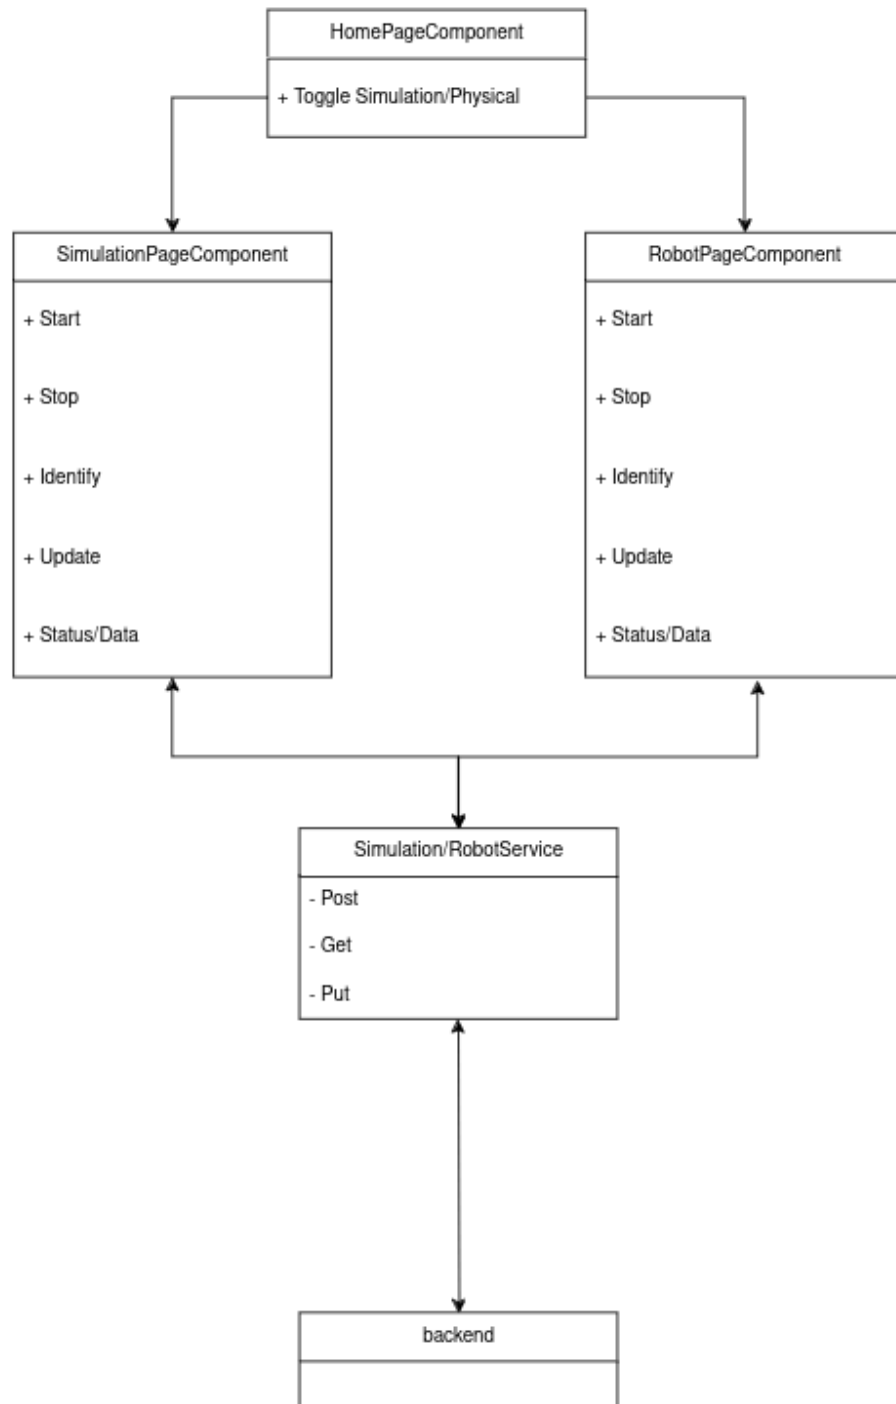 HomePageComponent
+ Toggle Simulation/Physical
SimulationPageComponent
+ Start
+ Stop
+ Identify
+ Update
+ Status/Data
RobotPageComponent
+ Start
+ Stop
+ Identify
+ Update
+ Status/Data
Simulation/RobotService
- Post
- Get
- Put
backend